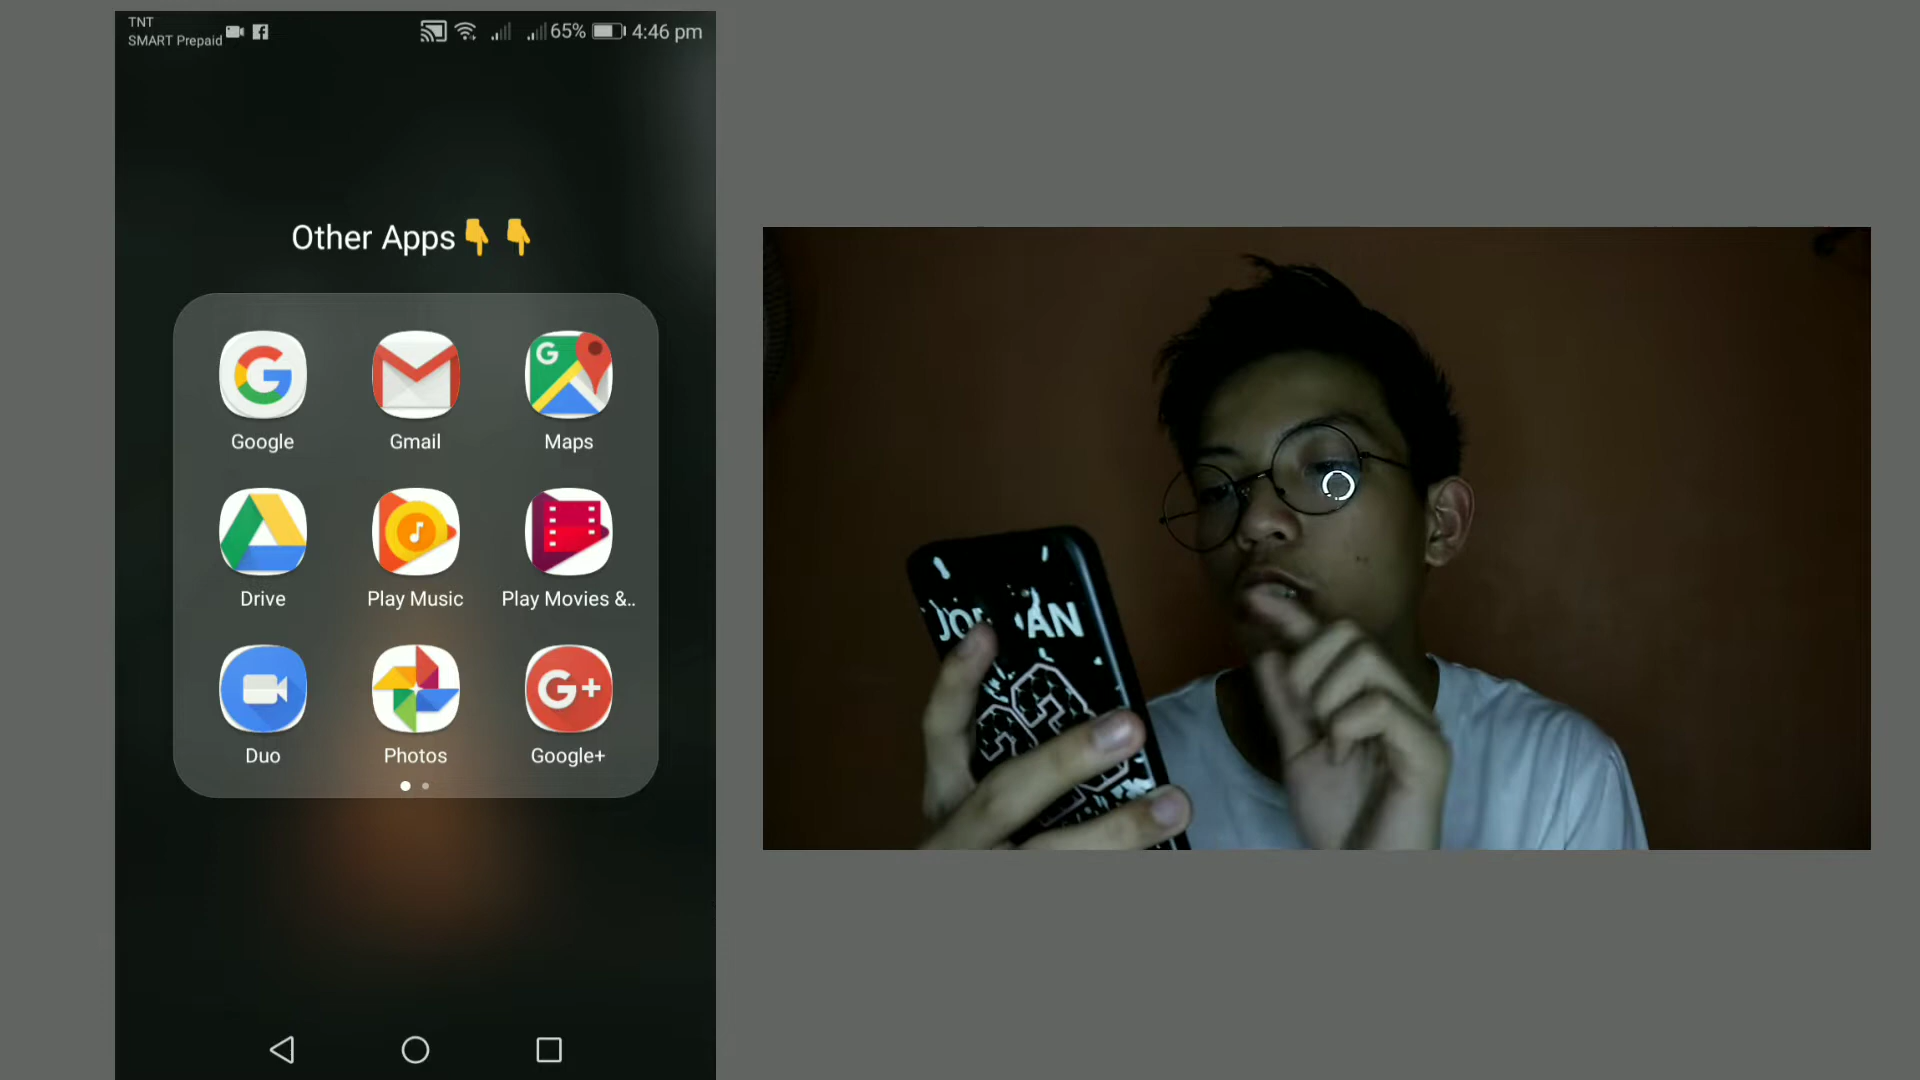 TNT
SMART Prepaid
65%
4:46 pm
Other Apps👇👇
Google
Gmail
Maps
Drive
Play Music
Play Movies &..
Duo
Photos
Google+